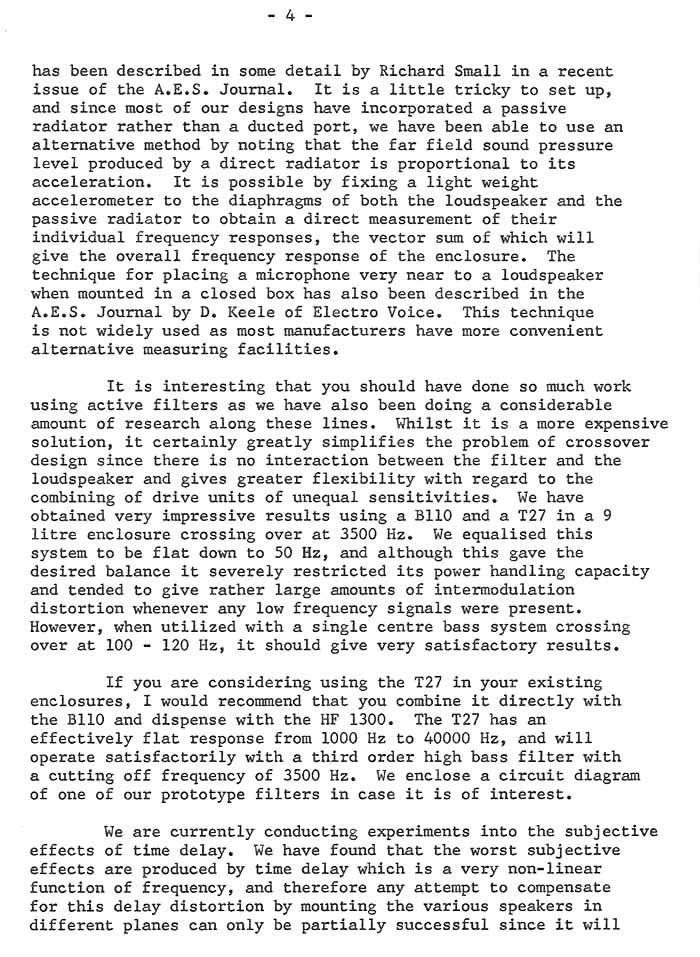 - 4 -
has been described in some detail by Richard Small in a recent
issue of the A.E.S. Journal.  It is a little tricky to set up,
and since most of our designs have incorporated a passive
radiator rather than a ducted port, we have been able to use an
alternative method by noting that the far field sound pressure
level produced by a direct radiator is proportional to its
acceleration.  It is possible by fixing a light weight
accelerometer to the diaphragms of both the loudspeaker and the
passive radiator to obtain a direct measurement of their
individual frequency responses, the vector sum of which will
give the overall frequency response of the enclosure.  The
technique for placing a microphone very near to a loudspeaker
when mounted in a closed box has also been described in the
A.E.S. Journal by D. Keele of Electro Voice.  This technique
is not widely used as most manufacturers have more convenient
alternative measuring facilities.
It is interesting that you should have done so much work
using active filters as we have also been doing a considerable
amount of research along these lines.  Whilst it is a more expensive
solution, it certainly greatly simplifies the problem of crossover
design since there is no interaction between the filter and the
loudspeaker and gives greater flexibility with regard to the
combining of drive units of unequal sensitivities.  We have
obtained very impressive results using a B110 and a T27 in a 9
litre enclosure crossing over at 3500 Hz.  We equalised this
system to be flat down to 50 Hz, and although this gave the
desired balance it severely restricted its power handling capacity
and tended to give rather large amounts of intermodulation
distortion whenever any low frequency signals were present.
However, when utilized with a single centre bass system crossing
over at 100 - 120 Hz, it should give very satisfactory results.
If you are considering using the T27 in your existing
enclosures, I would recommend that you combine it directly with
the B110 and dispense with the HF 1300.  The T27 has an
effectively flat response from 1000 Hz to 40000 Hz, and will
operate satisfactorily with a third order high bass filter with
a cutting off frequency of 3500 Hz.  We enclose a circuit diagram
of one of our prototype filters in case it is of interest.
We are currently conducting experiments into the subjective
effects of time delay.  We have found that the worst subjective
effects are produced by time delay which is a very non-linear
function of frequency, and therefore any attempt to compensate
for this delay distortion by mounting the various speakers in
different planes can only be partially successful since it will